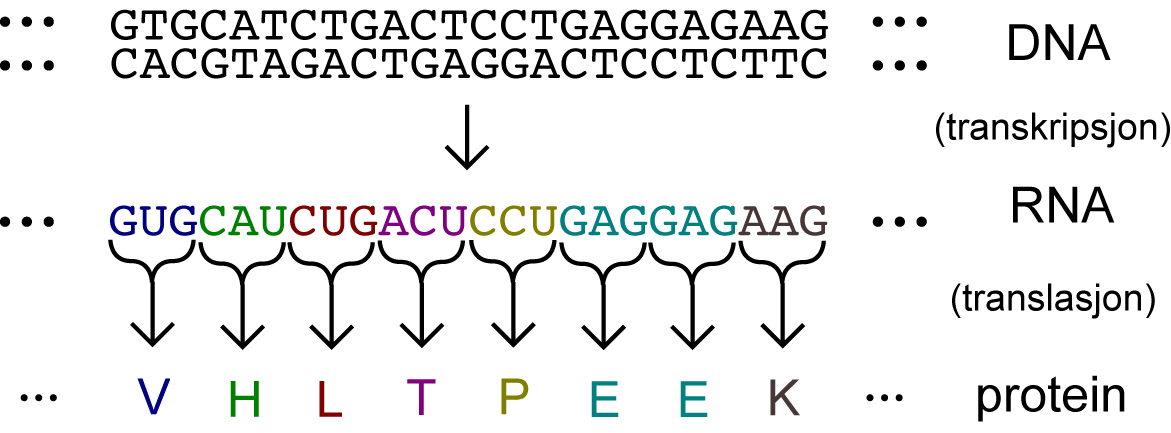 ••• GTGCATCTGACTCCTGAGGAGAAG ••• DNA
••• CACGTAGACTGAGGACTCCTCTTC •••
(transkripsjon)
••• GUGCAUCUGACUCCUGAGGAGAAG ••• RNA
(translasjon)
••• V H L T P E E K ••• protein